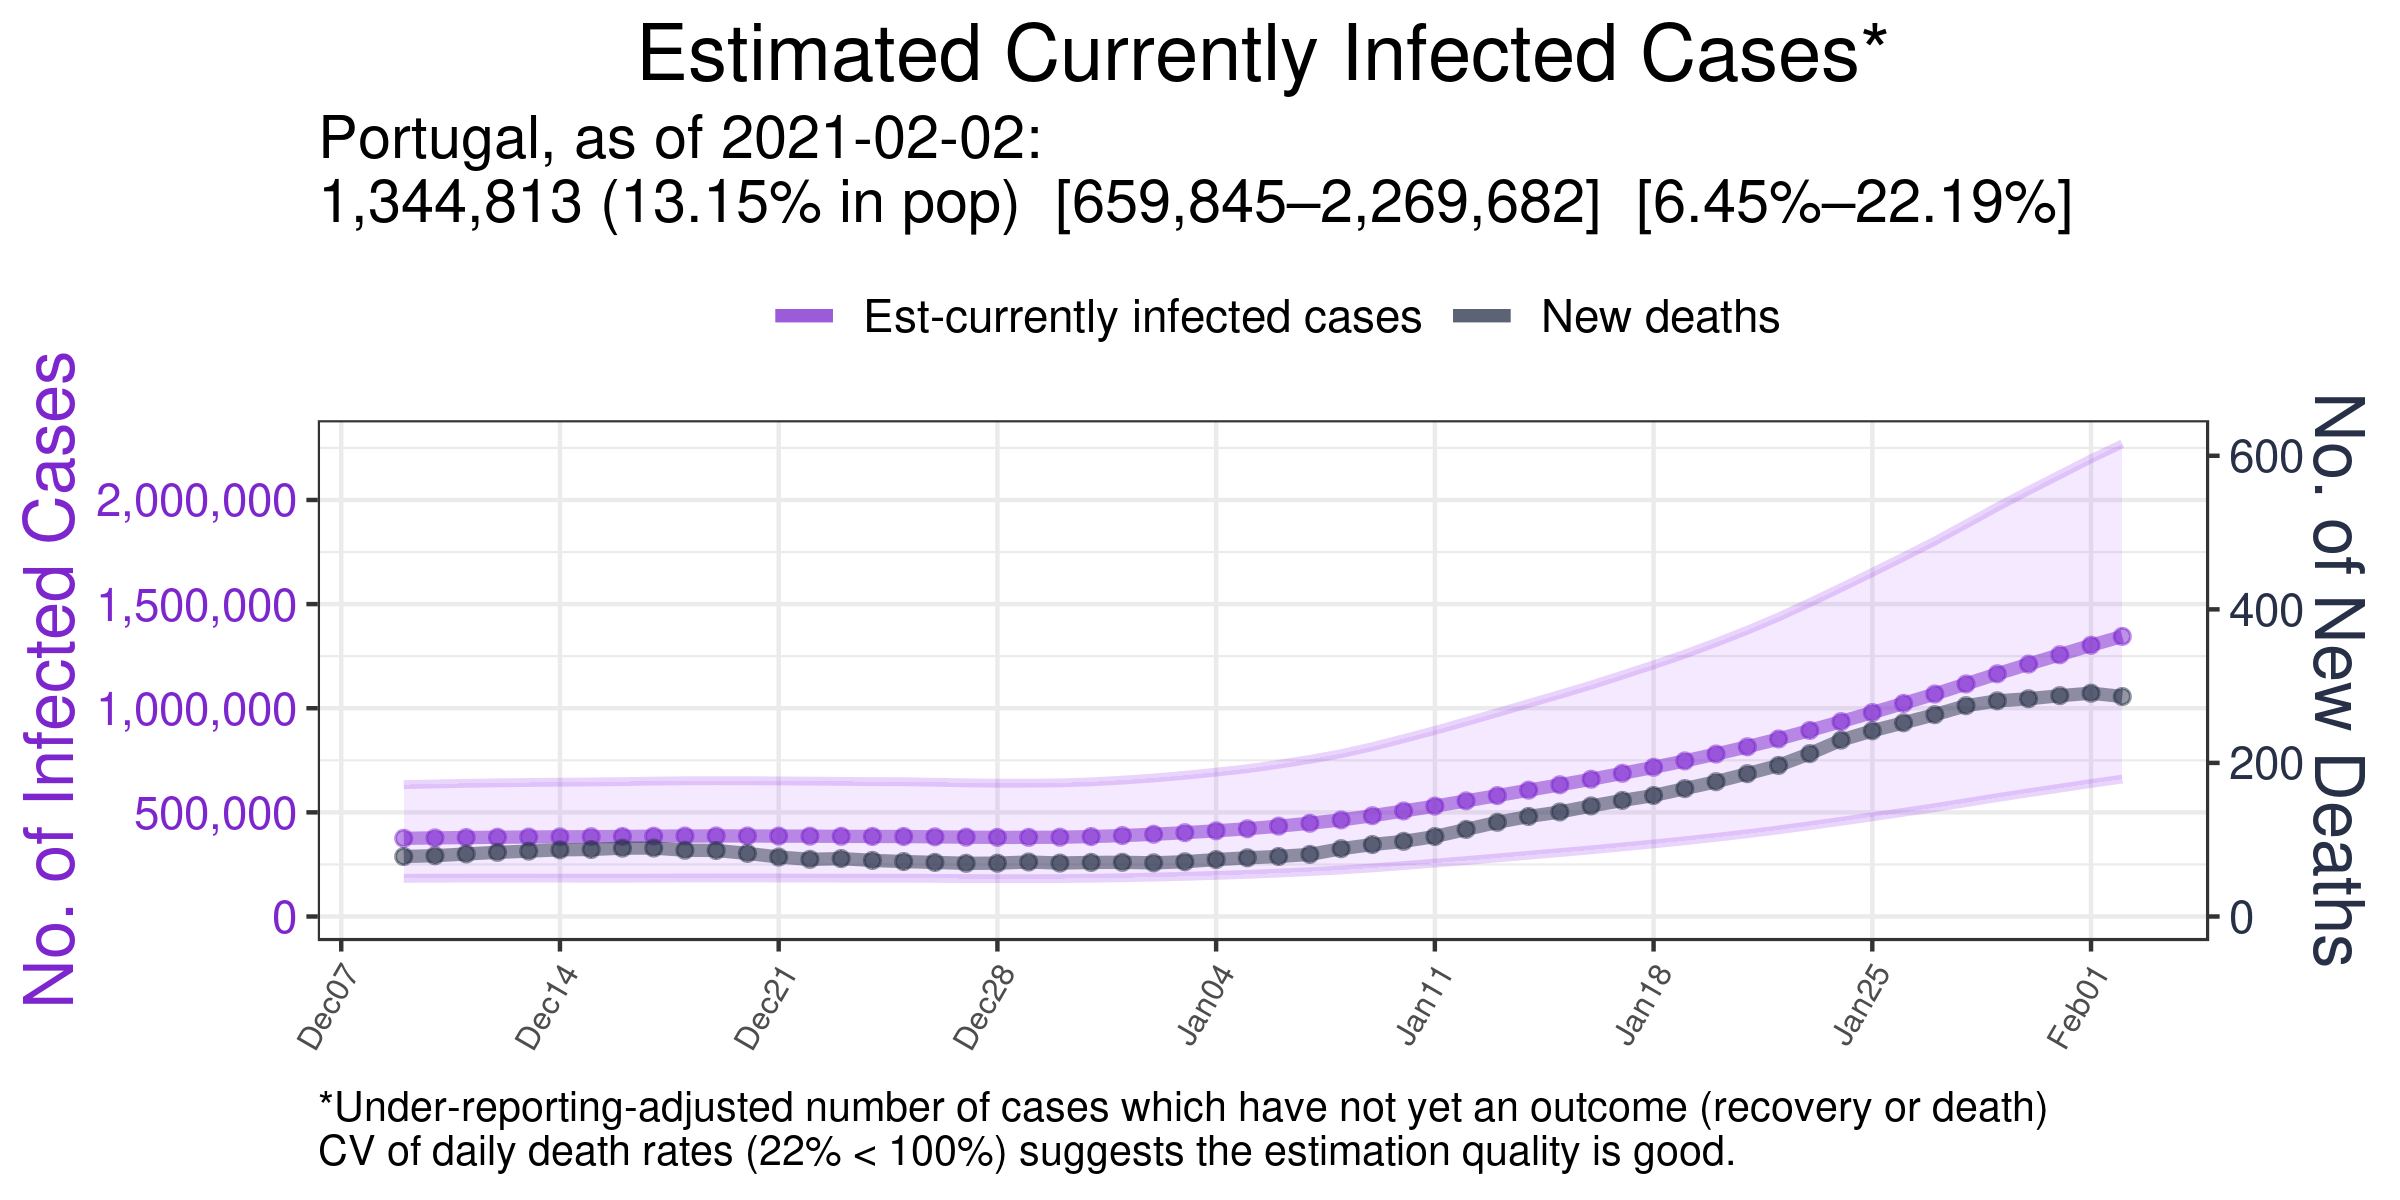 Estimated Currently Infected Cases*
Portugal, as of 2021-02-02:
1,344,813 (13.15% in pop)  [659,845–2,269,682]  [6.45%–22.19%]
Est-currently infected cases
New deaths
No. of Infected Cases
2,000,000
1,500,000
1,000,000
500,000
0
No. of New Deaths
600
400
200
0
Dec07
Dec14
Dec21
Dec28
Jan04
Jan11
Jan18
Jan25
Feb01
*Under-reporting-adjusted number of cases which have not yet an outcome (recovery or death)
CV of daily death rates (22% < 100%) suggests the estimation quality is good.